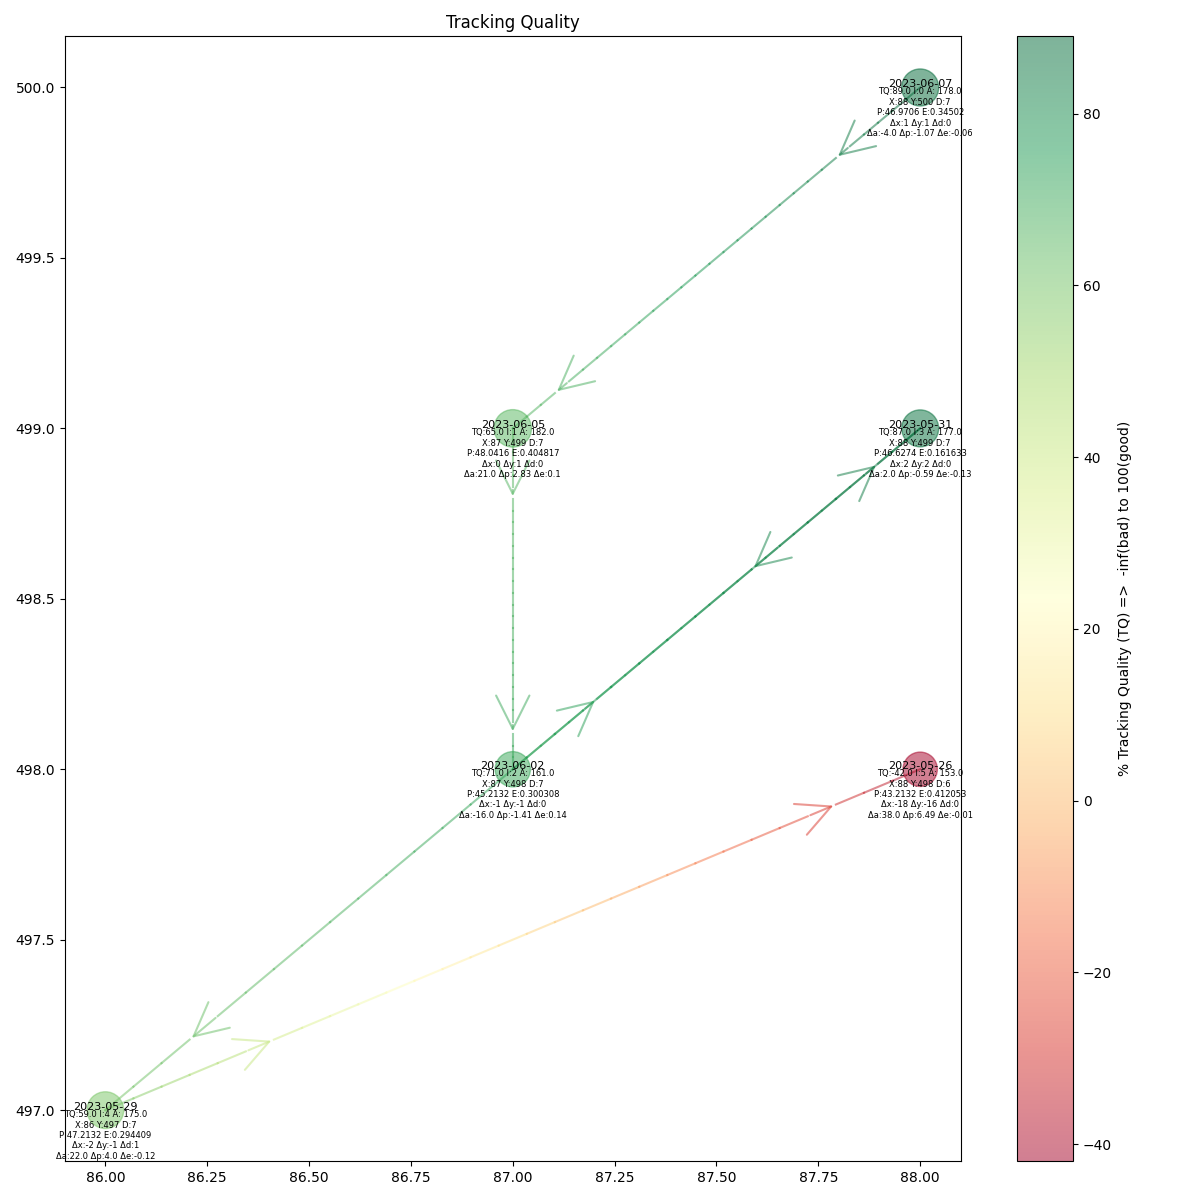 Tracking Quality
2023-06-07
TQ:89.0 I:0 A: 178.0
X:88 Y:500 D:7
P:46.9706 E:0.34502
Δx:1 Δy:1 Δd:0
Δa:-4.0 Δp:-1.07 Δe:-0.06
2023-06-05
TQ:65.0 I:1 A: 182.0
X:87 Y:499 D:7
P:48.0416 E:0.404817
Δx:0 Δy:1 Δd:0
Δa:21.0 Δp:2.83 Δe:0.1
2023-05-31
TQ:87.0 I:3 A: 177.0
X:88 Y:499 D:7
P:46.6274 E:0.161633
Δx:2 Δy:2 Δd:0
Δa:2.0 Δp:-0.59 Δe:-0.13
2023-06-02
TQ:71.0 I:2 A: 161.0
X:87 Y:498 D:7
P:45.2132 E:0.300308
Δx:-1 Δy:-1 Δd:0
Δa:-16.0 Δp:-1.41 Δe:0.14
2023-05-26
TQ:-42.0 I:5 A: 153.0
X:88 Y:498 D:6
P:43.2132 E:0.412053
Δx:-18 Δy:-16 Δd:0
Δa:38.0 Δp:6.49 Δe:-0.01
2023-05-29
TQ:59.0 I:4 A: 175.0
X:86 Y:497 D:7
P:47.2132 E:0.294409
Δx:-2 Δy:-1 Δd:1
Δa:22.0 Δp:4.0 Δe:-0.12
500.0
499.5
499.0
498.5
498.0
497.5
497.0
86.00
86.25
86.50
86.75
87.00
87.25
87.50
87.75
88.00
80
60
40
20
0
−20
−40
% Tracking Quality (TQ) =>  -inf(bad) to 100(good)